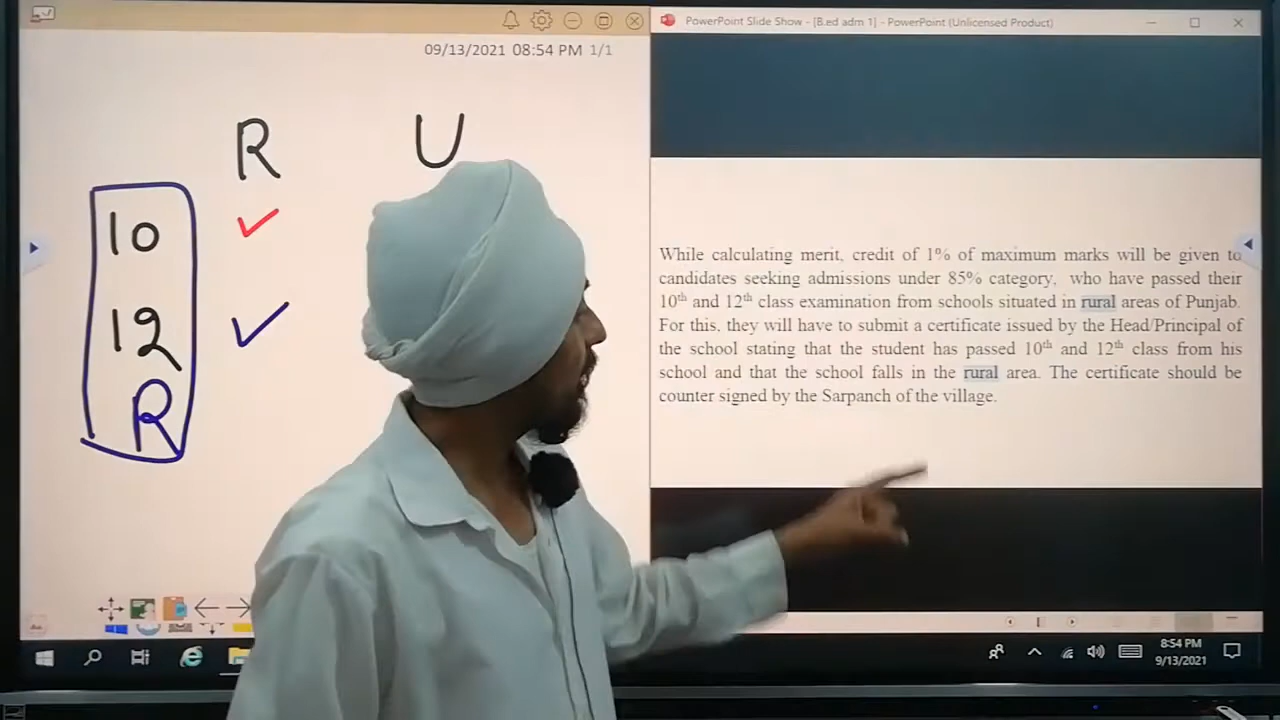 PowerPoint Slide Show - [B.ed adm 1] - PowerPoint (Unlicensed Product)
09/13/2021 08:54 PM 1/1
R U
10
12
R
While calculating merit, credit of 1% of maximum marks will be given to
candidates seeking admissions under 85% category, who have passed their
10th and 12th class examination from schools situated in rural areas of Punjab.
For this, they will have to submit a certificate issued by the Head/Principal of
the school stating that the student has passed 10th and 12th class from his
school and that the school falls in the rural area. The certificate should be
counter signed by the Sarpanch of the village.
8:54 PM
9/13/2021